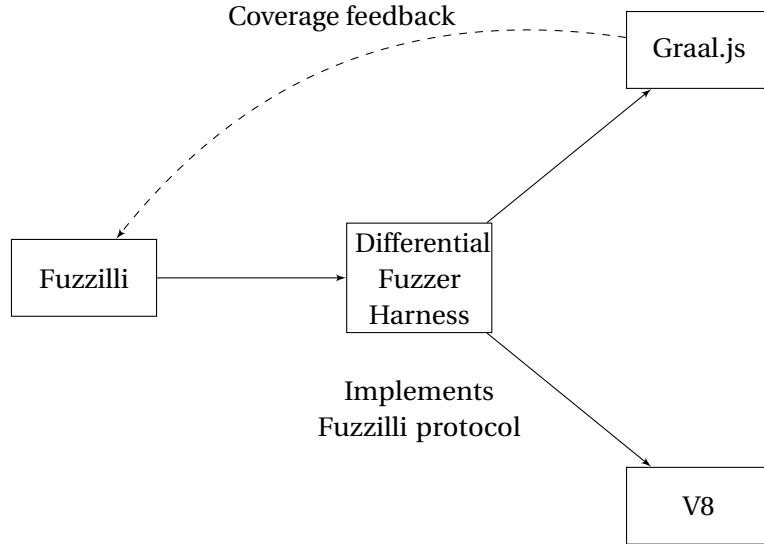 Coverage feedback
Graal.js
Fuzzilli
Differential
Fuzzer
Harness
Implements
Fuzzilli protocol
V8